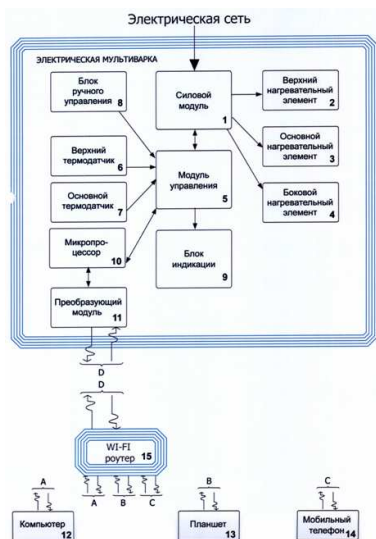 Электрическая сеть
ЭЛЕКТРИЧЕСКАЯ МУЛЬТИВАРКА
Блок
ручного
управления 8
Силовой
модуль
1
Верхний
нагревательный
элемент 2
Верхний
термодатчик
6
Основной
нагревательный
элемент 3
Модуль
управления
5
Основной
термодатчик
7
Боковой
нагревательный
элемент 4
Микропро-
цессор
10
Блок
индикации
9
Преобразующий
модуль
11
D
D
WI-FI
роутер 15
A B C
A
Компьютер
12
B
Планшет
13
C
Мобильный
телефон 14